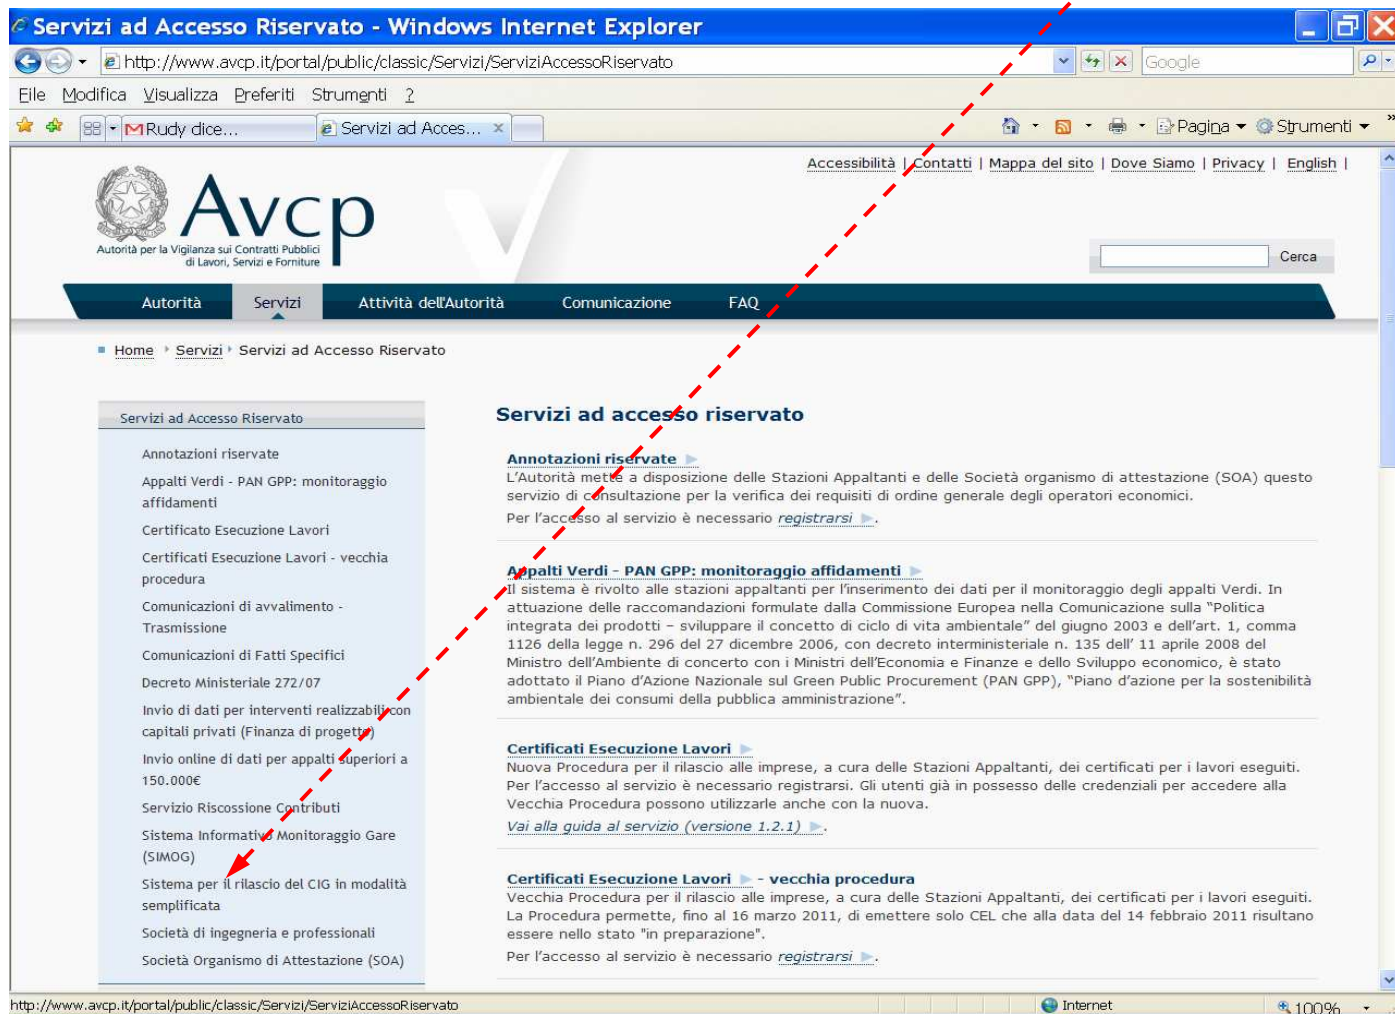 Servizi ad Accesso Riservato - Windows Internet Explorer
http://www.avcp.it/portal/public/classic/Servizi/ServiziAccessoRiservato
Google
File Modifica Visualizza Preferiti Strumenti ?
Rudy dice...
Servizi ad Acces... x
Pagina
Strumenti
»
Accessibilità | Contatti | Mappa del sito | Dove Siamo | Privacy | English |
Avcp
Autorità per la Vigilanza sui Contratti Pubblici
di Lavori, Servizi e Forniture
Cerca
Autorità Servizi Attività dell'Autorità Comunicazione FAQ
Home Servizi Servizi ad Accesso Riservato
Servizi ad Accesso Riservato
Annotazioni riservate
Appalti Verdi - PAN GPP: monitoraggio
affidamenti
Certificato Esecuzione Lavori
Certificati Esecuzione Lavori - vecchia
procedura
Comunicazioni di avvalimento -
Trasmissione
Comunicazioni di Fatti Specifici
Decreto Ministeriale 272/07
Invio di dati per interventi realizzabili con
capitali privati (Finanza di progetto)
Invio online di dati per appalti superiori a
150.000€
Servizio Riscossione Contributi
Sistema Informativo Monitoraggio Gare
(SIMOG)
Sistema per il rilascio del CIG in modalità
semplificata
Società di ingegneria e professionali
Società Organismo di Attestazione (SOA)
Servizi ad accesso riservato
Annotazioni riservate
L'Autorità mette a disposizione delle Stazioni Appaltanti e delle Società organismo di attestazione (SOA) questo
servizio di consultazione per la verifica dei requisiti di ordine generale degli operatori economici.
Per l'accesso al servizio è necessario registrarsi .
Appalti Verdi - PAN GPP: monitoraggio affidamenti
Il sistema è rivolto alle stazioni appaltanti per l'inserimento dei dati per il monitoraggio degli appalti Verdi. In
attuazione delle raccomandazioni formulate dalla Commissione Europea nella Comunicazione sulla “Politica
integrata dei prodotti – sviluppare il concetto di ciclo di vita ambientale” del giugno 2003 e dell’art. 1, comma
1126 della legge n. 296 del 27 dicembre 2006, con decreto interministeriale n. 135 dell’ 11 aprile 2008 del
Ministro dell’Ambiente di concerto con i Ministri dell’Economia e Finanze e dello Sviluppo economico, è stato
adottato il Piano d’Azione Nazionale sul Green Public Procurement (PAN GPP), “Piano d’azione per la sostenibilità
ambientale dei consumi della pubblica amministrazione”.
Certificati Esecuzione Lavori
Nuova Procedura per il rilascio alle imprese, a cura delle Stazioni Appaltanti, dei certificati per i lavori eseguiti.
Per l'accesso al servizio è necessario registrarsi. Gli utenti già in possesso delle credenziali per accedere alla
Vecchia Procedura possono utilizzarle anche con la nuova.
Vai alla guida al servizio (versione 1.2.1) .
Certificati Esecuzione Lavori - vecchia procedura
Vecchia Procedura per il rilascio alle imprese, a cura delle Stazioni Appaltanti, dei certificati per i lavori eseguiti.
La Procedura permette, fino al 16 marzo 2011, di emettere solo CEL che alla data del 14 febbraio 2011 risultano
essere nello stato "in preparazione".
Per l'accesso al servizio è necessario registrarsi .
http://www.avcp.it/portal/public/classic/Servizi/ServiziAccessoRiservato
Internet
100%